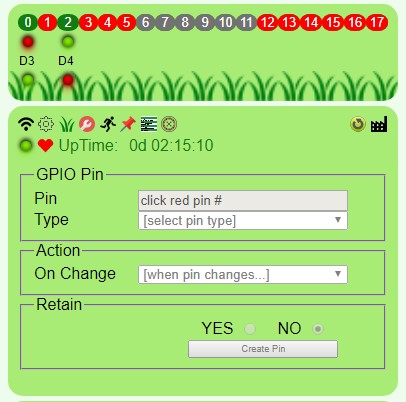 0 1 2 3 4 5 6 7 8 9 10 11 12 13 14 15 16 17
D3 D4
UpTime: 0d 02:15:10
GPIO Pin
Pin click red pin #
Type [select pin type]
Action
On Change [when pin changes...]
Retain
YES NO
Create Pin